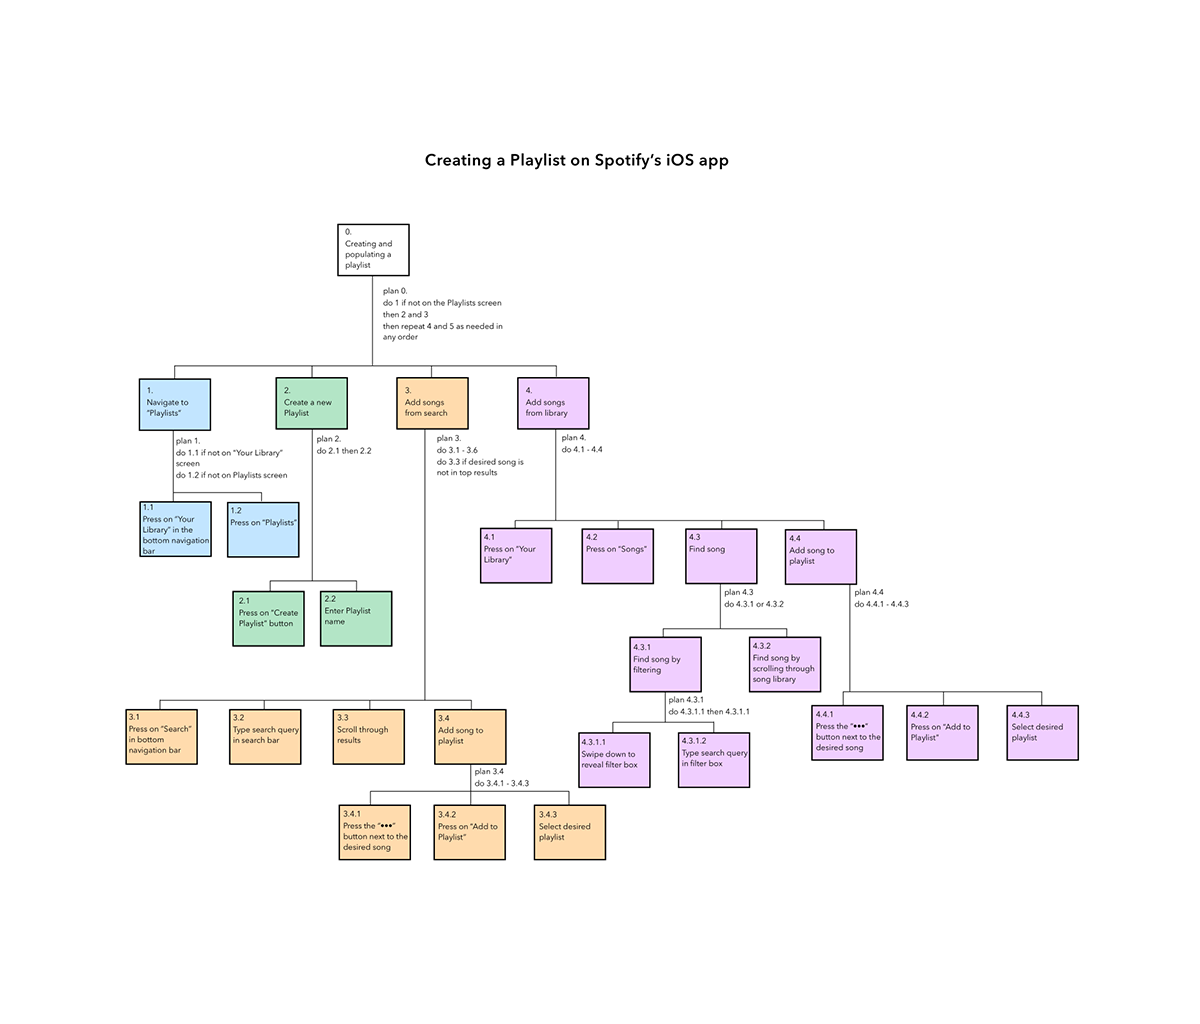 Creating a Playlist on Spotify’s iOS app
0.
Creating and
populating a
playlist
plan 0.
do 1 if not on the Playlists screen
then 2 and 3
then repeat 4 and 5 as needed in
any order
1.
Navigate to
“Playlists”
2.
Create a new
Playlist
3.
Add songs
from search
4.
Add songs
from library
plan 1.
do 1.1 if not on “Your Library”
screen
do 1.2 if not on Playlists screen
plan 2.
do 2.1 then 2.2
plan 3.
do 3.1 - 3.6
do 3.3 if desired song is
not in top results
plan 4.
do 4.1 - 4.4
1.1
Press on “Your
Library” in the
bottom navigation
bar
1.2
Press on “Playlists”
4.1
Press on “Your
Library”
4.2
Press on “Songs”
4.3
Find song
4.4
Add song to
playlist
2.1
Press on “Create
Playlist” button
2.2
Enter Playlist
name
plan 4.3
do 4.3.1 or 4.3.2
plan 4.4
do 4.4.1 - 4.4.3
4.3.1
Find song by
filtering
4.3.2
Find song by
scrolling through
song library
plan 4.3.1
do 4.3.1.1 then 4.3.1.1
3.1
Press on “Search”
in bottom
navigation bar
3.2
Type search query
in search bar
3.3
Scroll through
results
3.4
Add song to
playlist
4.3.1.1
Swipe down to
reveal filter box
4.3.1.2
Type search query
in filter box
4.4.1
Press the “•••”
button next to the
desired song
4.4.2
Press on “Add to
Playlist”
4.4.3
Select desired
playlist
plan 3.4
do 3.4.1 - 3.4.3
3.4.1
Press the “•••”
button next to the
desired song
3.4.2
Press on “Add to
Playlist”
3.4.3
Select desired
playlist